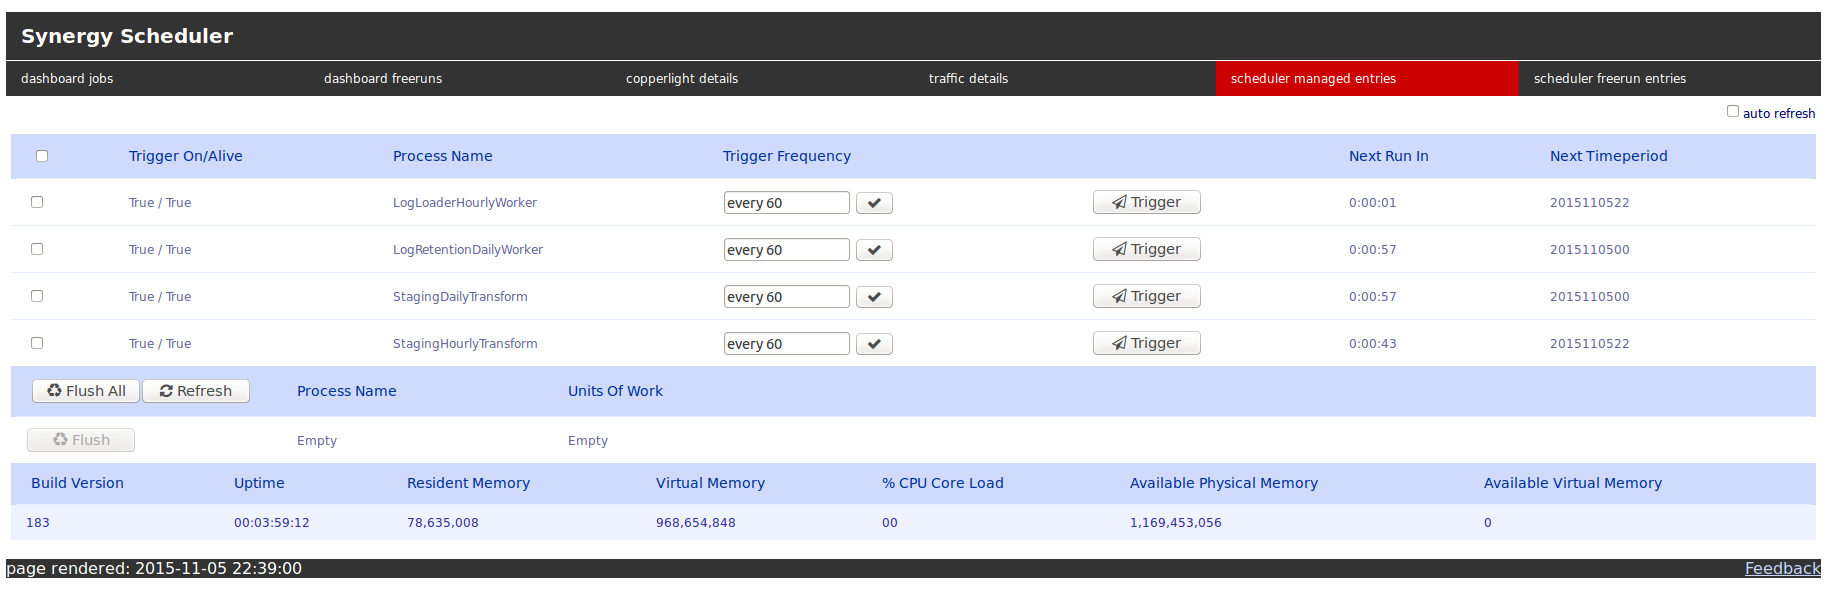 Synergy Scheduler
dashboard jobs dashboard freeruns copperlight details traffic details scheduler managed entries scheduler freerun entries
auto refresh
Trigger On/Alive Process Name Trigger Frequency Next Run In Next Timeperiod
True / True LogLoaderHourlyWorker every 60 Trigger 0:00:01 2015110522
True / True LogRetentionDailyWorker every 60 Trigger 0:00:57 2015110500
True / True StagingDailyTransform every 60 Trigger 0:00:57 2015110500
True / True StagingHourlyTransform every 60 Trigger 0:00:43 2015110522
Flush All Refresh Process Name Units Of Work
Flush Empty Empty
Build Version Uptime Resident Memory Virtual Memory % CPU Core Load Available Physical Memory Available Virtual Memory
183 00:03:59:12 78,635,008 968,654,848 00 1,169,453,056 0
page rendered: 2015-11-05 22:39:00 Feedback